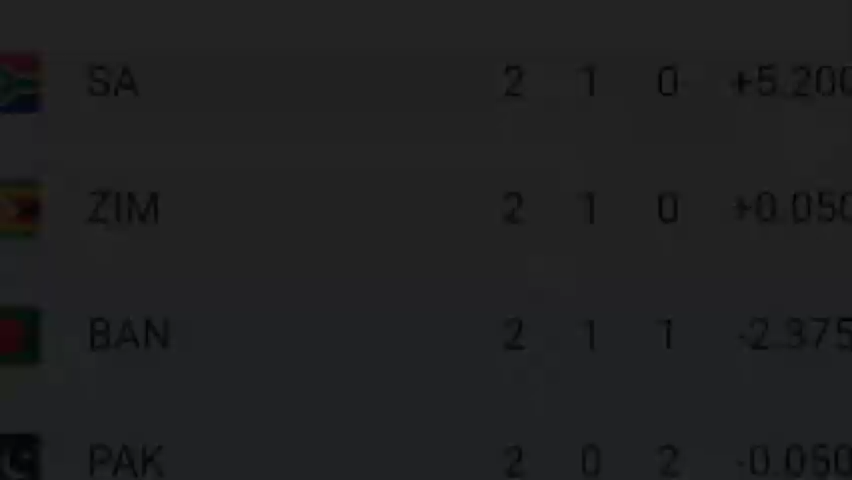 SA 2 1 0 +5.200
ZIM 2 1 0 +0.050
BAN 2 1 1 -2.375
PAK 2 0 2 -0.050